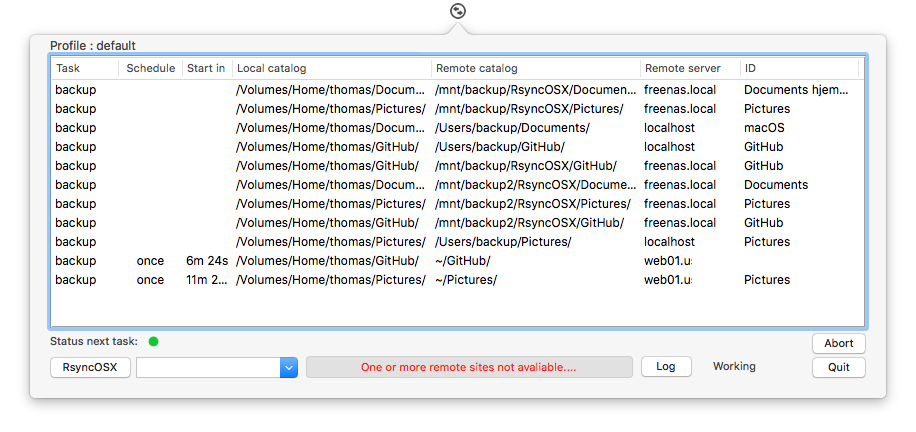 Profile : default
Task Schedule Start in Local catalog Remote catalog Remote server ID
backup /Volumes/Home/thomas/Docum... /mnt/backup/RsyncOSX/Documen... freenas.local Documents hjem...
backup /Volumes/Home/thomas/Pictures/ /mnt/backup/RsyncOSX/Pictures/ freenas.local Pictures
backup /Volumes/Home/thomas/Docum... /Users/backup/Documents/ localhost macOS
backup /Volumes/Home/thomas/GitHub/ /Users/backup/GitHub/ localhost GitHub
backup /Volumes/Home/thomas/GitHub/ /mnt/backup/RsyncOSX/GitHub/ freenas.local GitHub
backup /Volumes/Home/thomas/Docum... /mnt/backup2/RsyncOSX/Docume... freenas.local Documents
backup /Volumes/Home/thomas/Pictures/ /mnt/backup2/RsyncOSX/Pictures/ freenas.local Pictures
backup /Volumes/Home/thomas/GitHub/ /mnt/backup2/RsyncOSX/GitHub/ freenas.local GitHub
backup /Volumes/Home/thomas/Pictures/ /Users/backup/Pictures/ localhost Pictures
backup once 6m 24s /Volumes/Home/thomas/GitHub/ ~/GitHub/ web01.u GitHub
backup once 11m 2... /Volumes/Home/thomas/Pictures/ ~/Pictures/ web01.u Pictures
Status next task:
Abort
RsyncOSX One or more remote sites not avaliable.... Log Working Quit